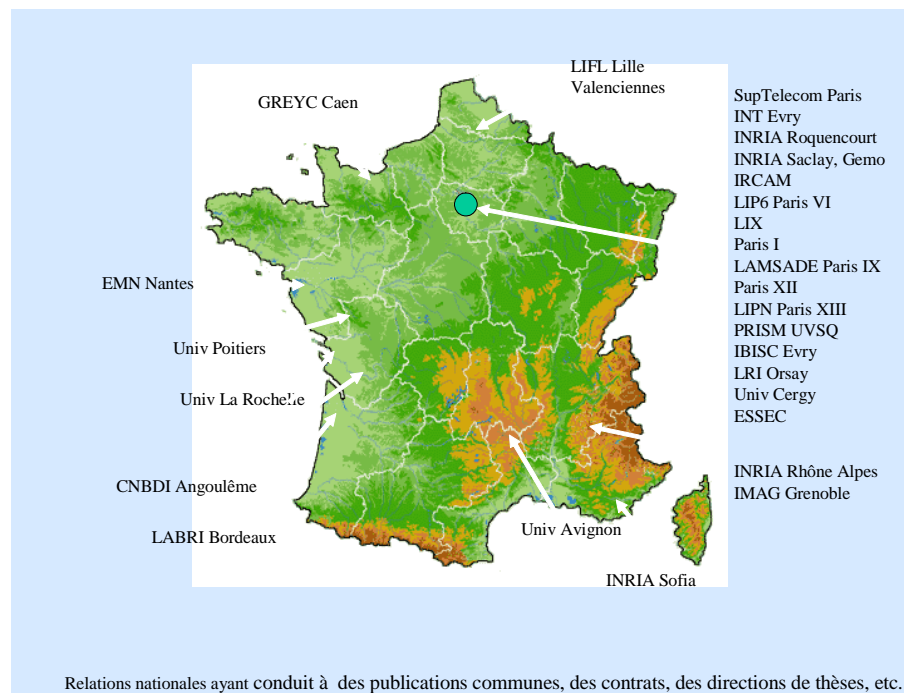 LIFL Lille
Valenciennes
GREYC Caen
SupTelecom Paris
INT Evry
INRIA Roquencourt
INRIA Saclay, Gemo
IRCAM
LIP6 Paris VI
LIX
Paris I
LAMSADE Paris IX
Paris XII
LIPN Paris XIII
PRISM UVSQ
IBISC Evry
LRI Orsay
Univ Cergy
ESSEC
EMN Nantes
Univ Poitiers
Univ La Rochelle
INRIA Rhône Alpes
IMAG Grenoble
CNBDI Angoulême
LABRI Bordeaux
Univ Avignon
INRIA Sofia
Relations nationales ayant conduit à des publications communes, des contrats, des directions de thèses, etc.